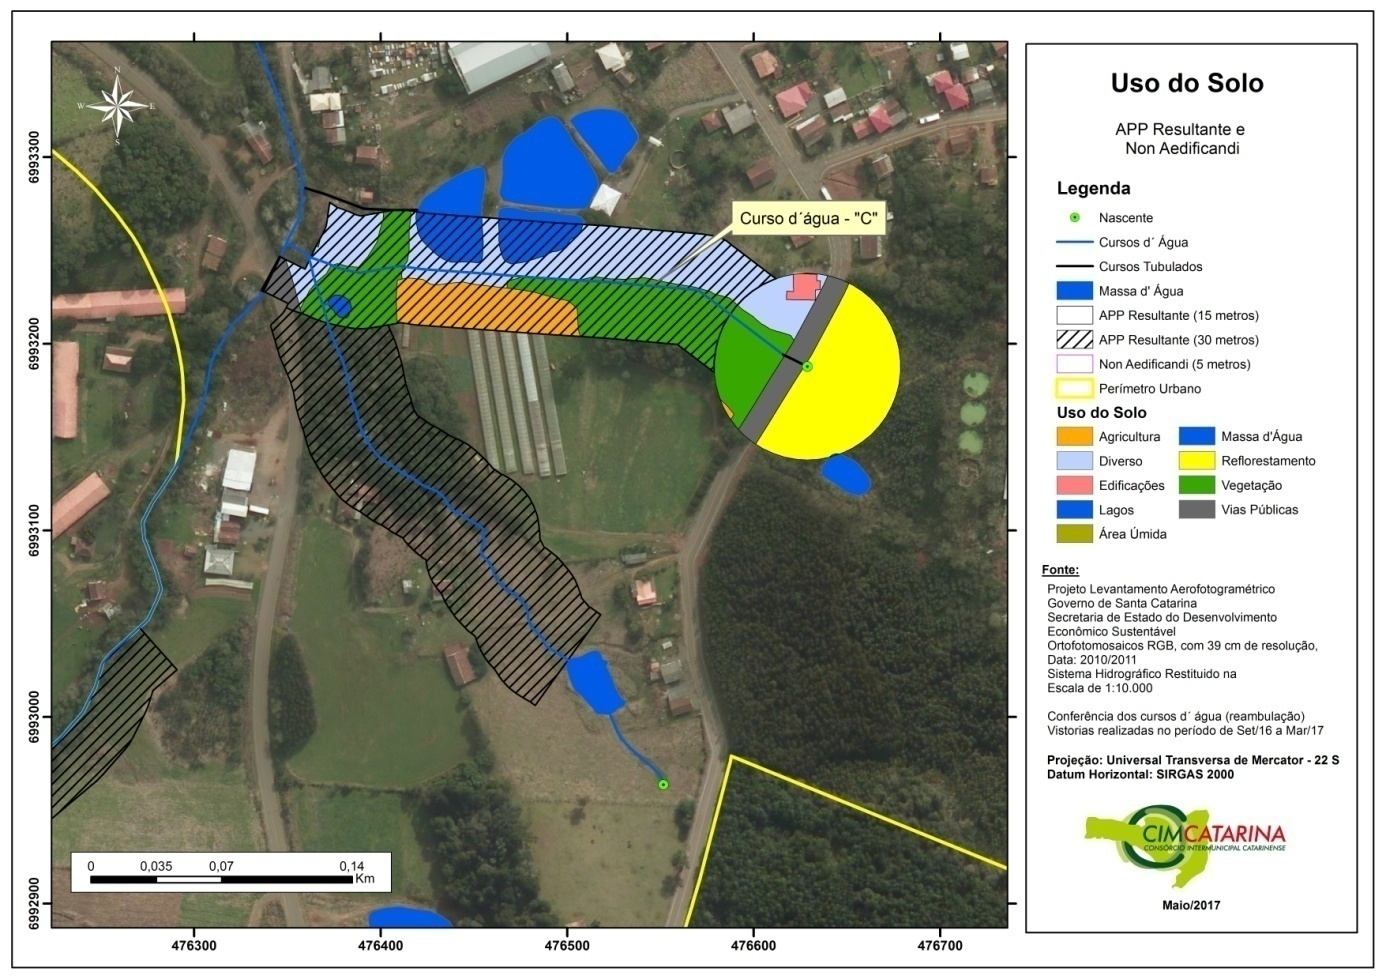 N
W E
S
Curso d´água - "C"
6993300
6993200
6993100
6993000
6992900
476300 476400 476500 476600 476700
0 0,035 0,07 0,14
Km
Uso do Solo
APP Resultante e
Non Aedificandi
Legenda
Nascente
Cursos d´ Água
Cursos Tubulados
Massa d' Água
APP Resultante (15 metros)
APP Resultante (30 metros)
Non Aedificandi (5 metros)
Perímetro Urbano
Uso do Solo
Agricultura Massa d'Água
Diverso Reflorestamento
Edificações Vegetação
Lagos Vias Públicas
Área Úmida
Fonte:
Projeto Levantamento Aerofotogramétrico
Governo de Santa Catarina
Secretaria de Estado do Desenvolvimento
Econômico Sustentável
Ortofotomosaicos RGB, com 39 cm de resolução,
Data: 2010/2011
Sistema Hidrográfico Restituido na
Escala de 1:10.000
Conferência dos cursos d´ água (reambulação)
Vistorias realizadas no período de Set/16 a Mar/17
Projeção: Universal Transversa de Mercator - 22 S
Datum Horizontal: SIRGAS 2000
CIMCATARINA
CONSÓRCIO INTERMUNICIPAL CATARINENSE
Maio/2017